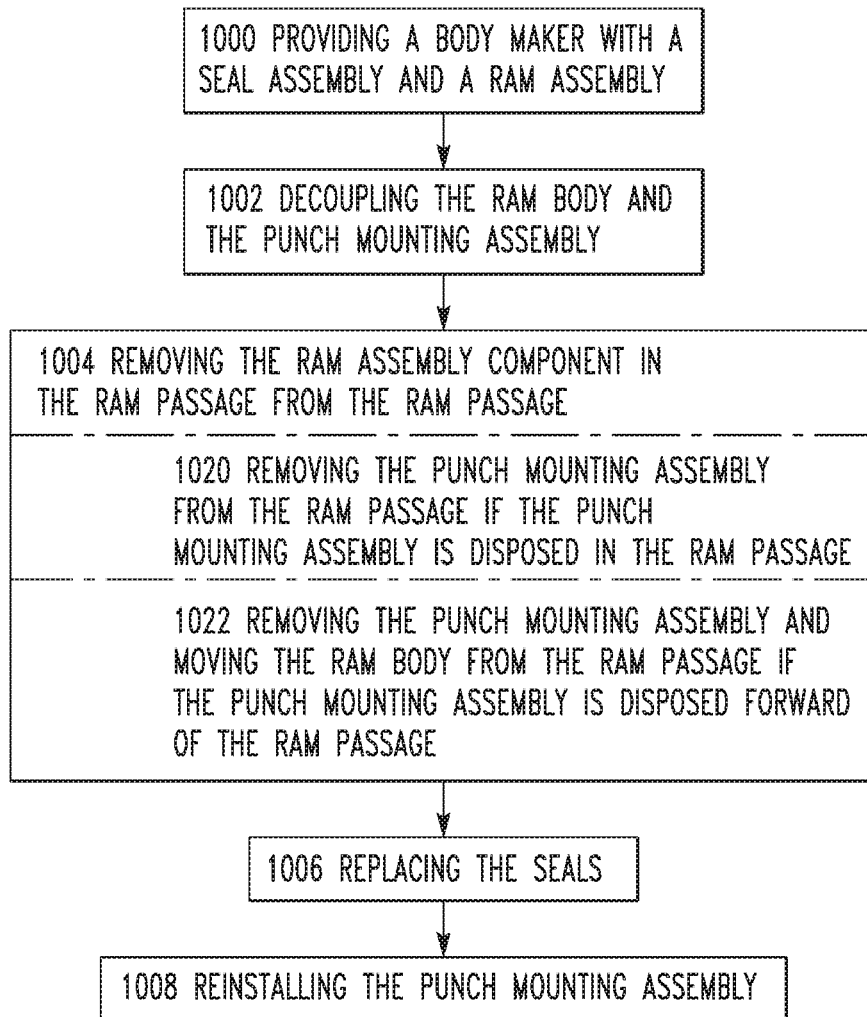 1000 PROVIDING A BODY MAKER WITH A
SEAL ASSEMBLY AND A RAM ASSEMBLY
1002 DECOUPLING THE RAM BODY AND
THE PUNCH MOUNTING ASSEMBLY
1004 REMOVING THE RAM ASSEMBLY COMPONENT IN
THE RAM PASSAGE FROM THE RAM PASSAGE
1020 REMOVING THE PUNCH MOUNTING ASSEMBLY
FROM THE RAM PASSAGE IF THE PUNCH
MOUNTING ASSEMBLY IS DISPOSED IN THE RAM PASSAGE
1022 REMOVING THE PUNCH MOUNTING ASSEMBLY AND
MOVING THE RAM BODY FROM THE RAM PASSAGE IF
THE PUNCH MOUNTING ASSEMBLY IS DISPOSED FORWARD
OF THE RAM PASSAGE
1006 REPLACING THE SEALS
1008 REINSTALLING THE PUNCH MOUNTING ASSEMBLY